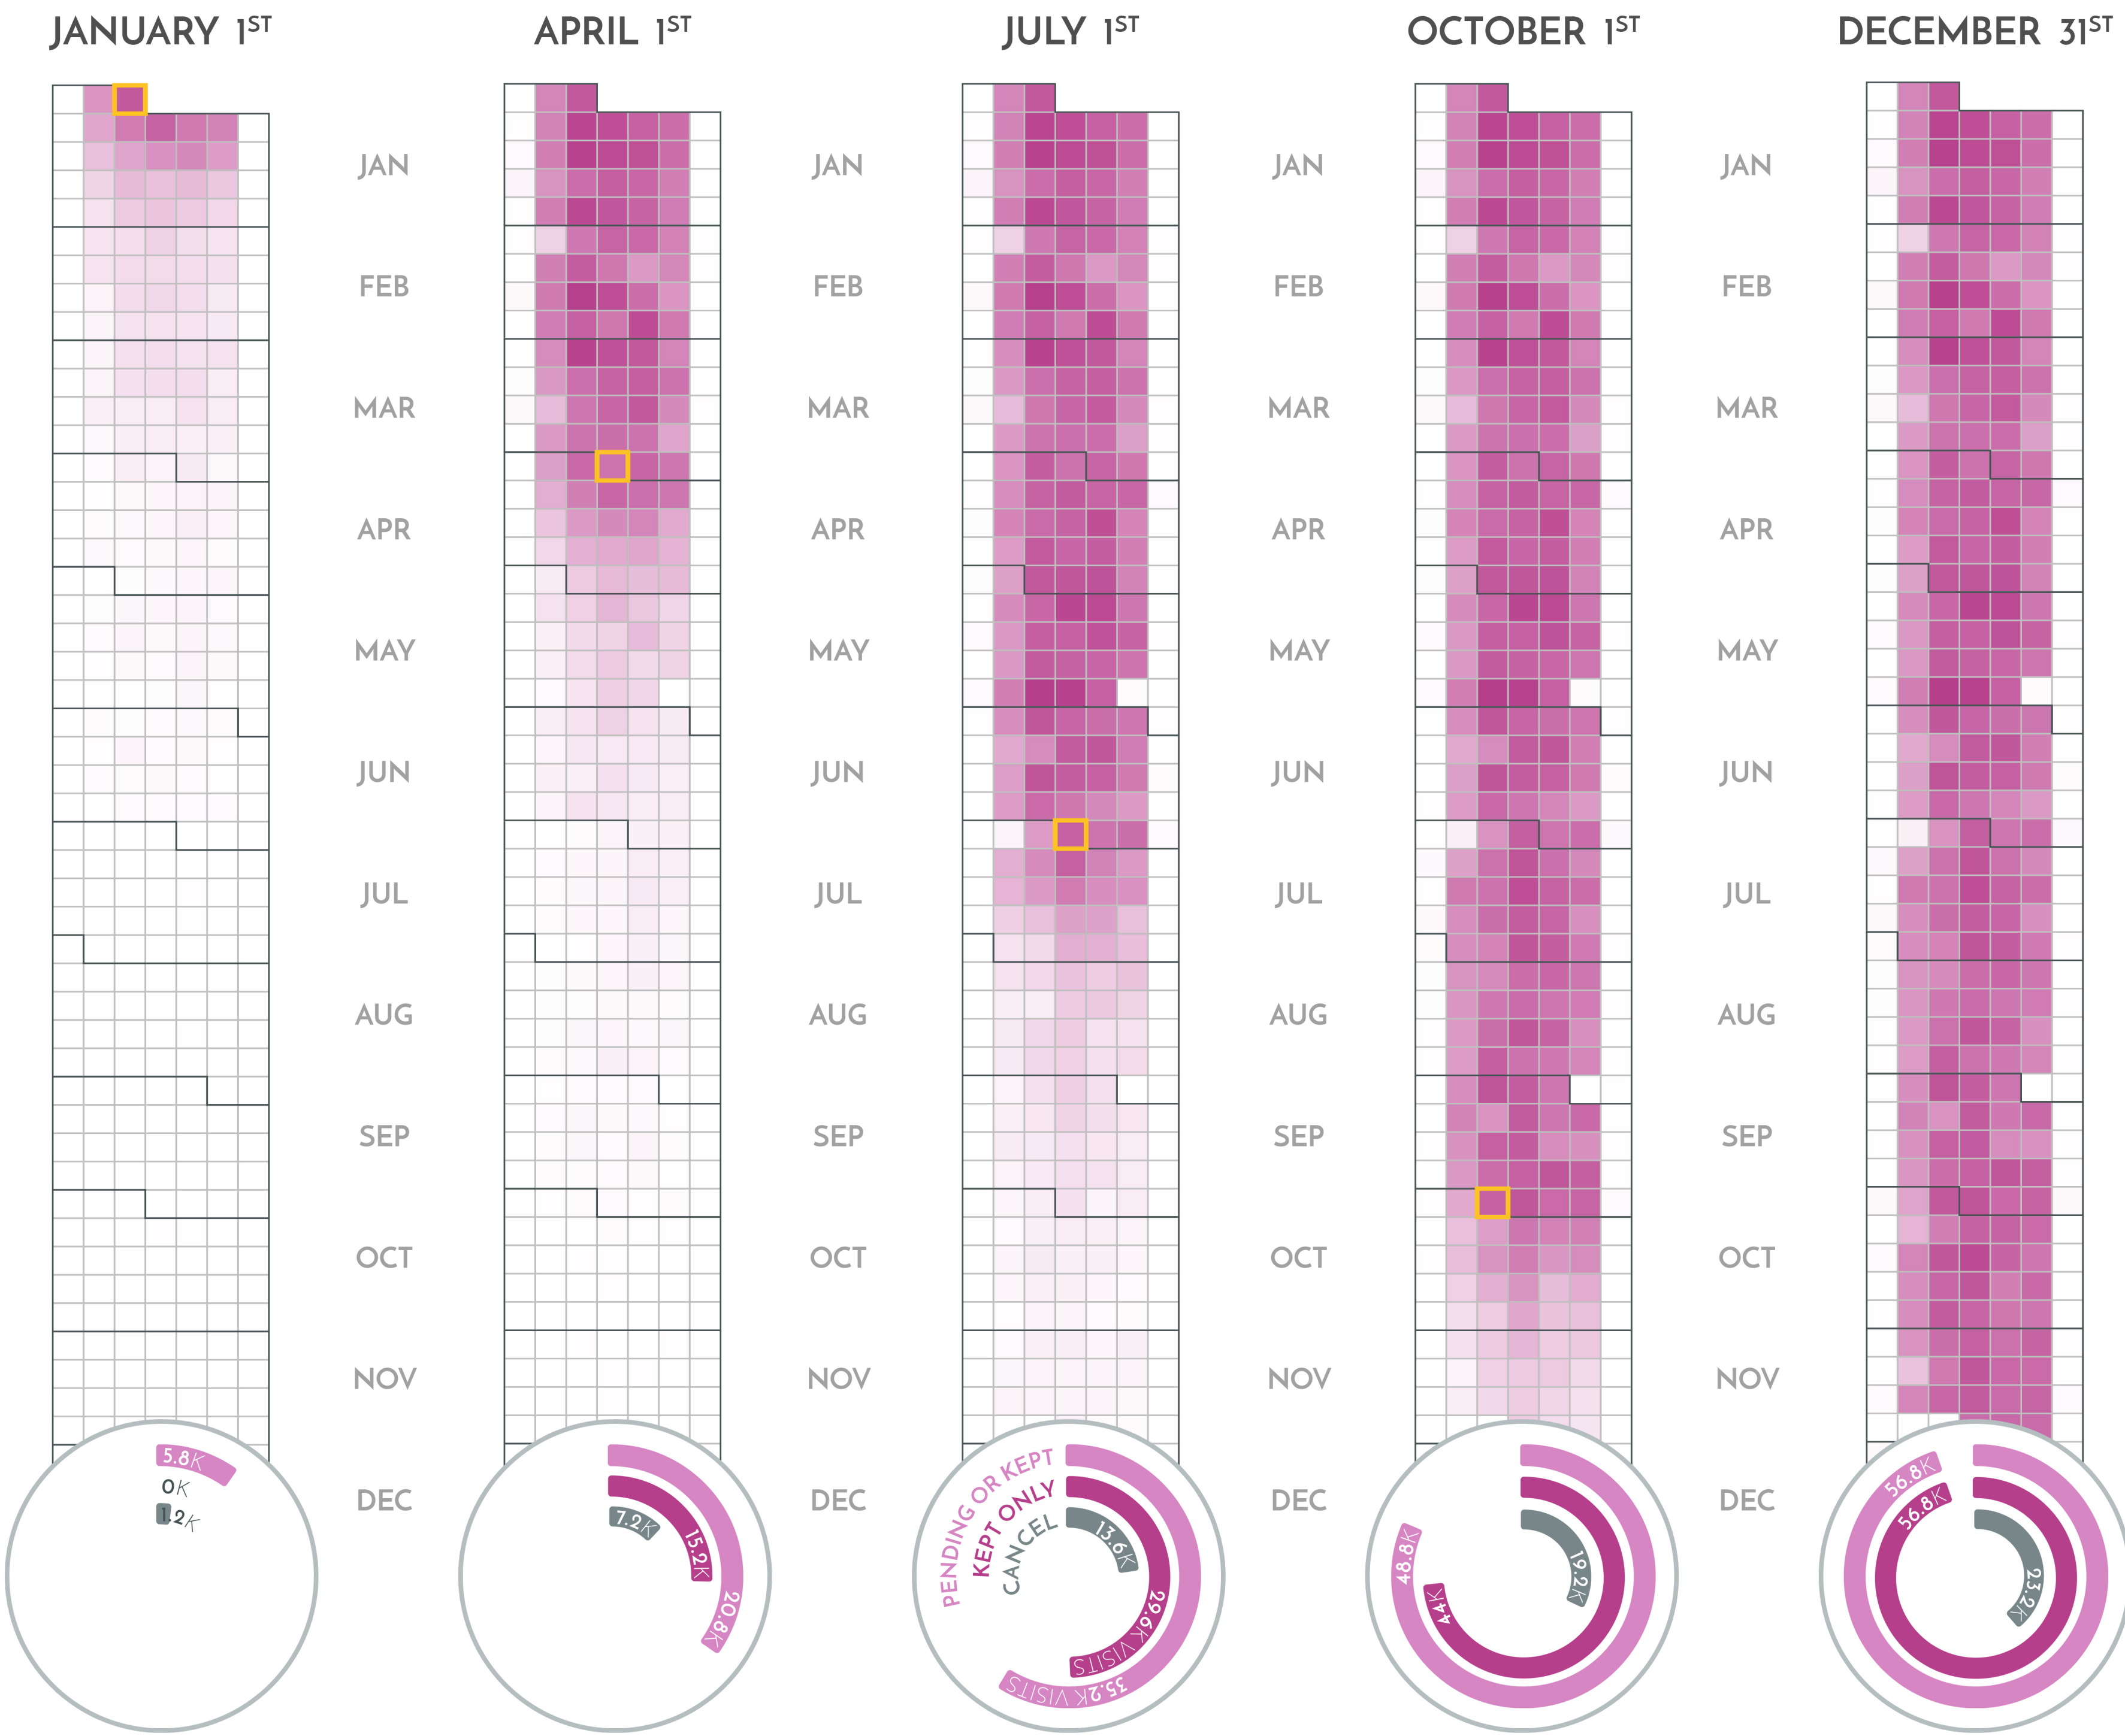 JANUARY 1ST
APRIL 1ST
JULY 1ST
OCTOBER 1ST
DECEMBER 31ST
JAN
JAN
JAN
JAN
FEB
FEB
FEB
FEB
MAR
MAR
MAR
MAR
APR
APR
APR
APR
MAY
MAY
MAY
MAY
JUN
JUN
JUN
JUN
JUL
JUL
JUL
JUL
AUG
AUG
AUG
AUG
SEP
SEP
SEP
SEP
OCT
OCT
OCT
OCT
NOV
NOV
NOV
NOV
DEC
DEC
DEC
DEC
5.8K
0K
1.2K
20.8K
15.2K
7.2K
PENDING OR KEPT
KEPT ONLY
CANCEL
35.2K VISITS
29.6K VISITS
13.6K
48.8K
44K
19.2K
56.8K
56.8K
23.2K